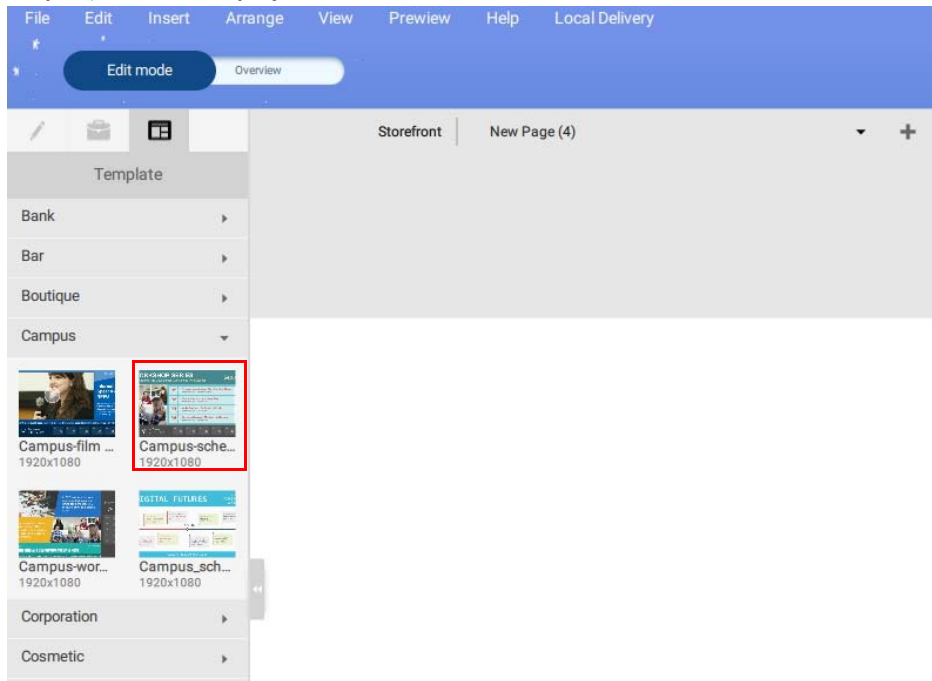 File Edit Insert Arrange View Prewiew Help Local Delivery
Edit mode Overview
Storefront New Page (4)
Template
Bank
Bar
Boutique
Campus
Campus-film ... Campus-sche...
1920x1080 1920x1080
IGITAL FUTURES
Campus-wor... Campus_sch...
1920x1080 1920x1080
Corporation
Cosmetic